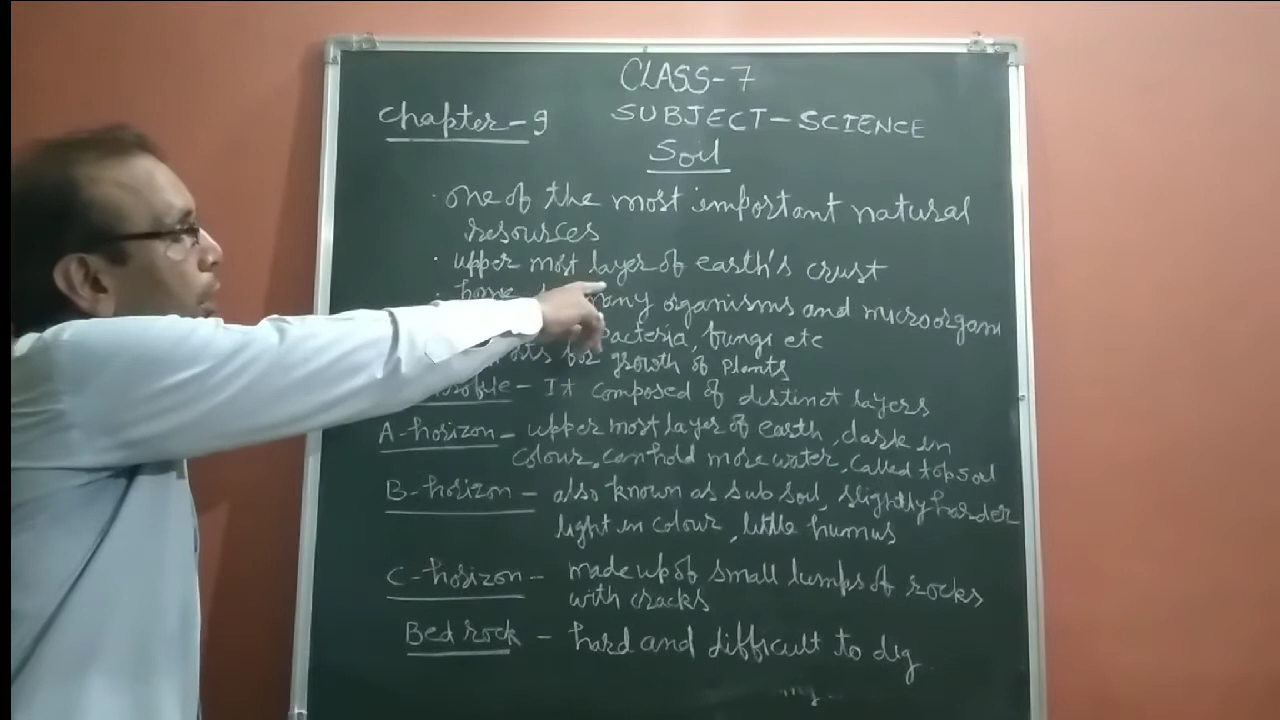 CLASS-7
Chapter-9 SUBJECT-SCIENCE
Soil
· one of the most important natural
resources
· upper most layer of earth's crust
· home many organisms and microorgani
bacteria, fungi etc
for growth of plants
- It composed of distinct layers
A-horizon - upper most layer of earth, dark in
colour, can hold more water, called top soil
B-horizon - also known as sub soil, slightly harder
light in colour, little humus
C-horizon - made up of small lumps of rocks
with cracks
Bed rock - hard and difficult to dig